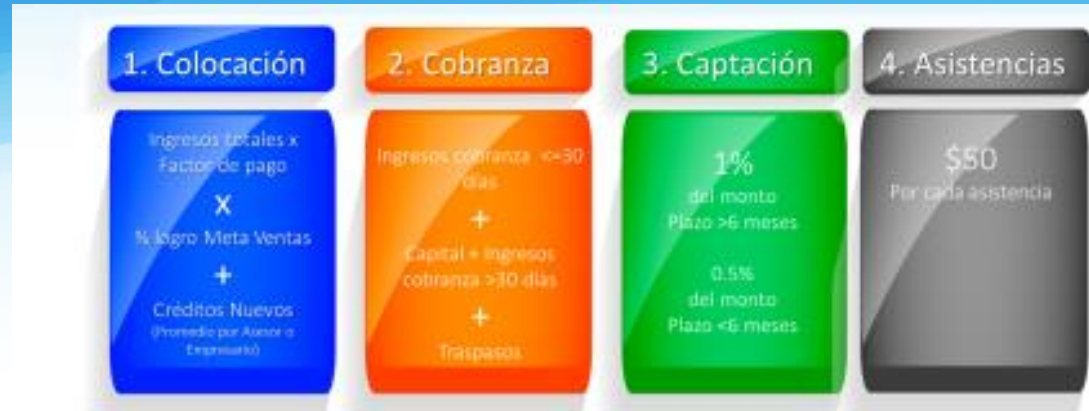 1. Colocación
Ingresos totales x
Factor de pago
X
% logro Meta Ventas
+
Créditos Nuevos
(Promedio por Asesor o
Empresario)
2. Cobranza
Ingresos cobranza <=30
días
+
Capital + Ingresos
cobranza >30 días
+
Traspasos
3. Captación
1%
del monto
Plazo >6 meses
0.5%
del monto
Plazo <6 meses
4. Asistencias
$50
Por cada asistencia